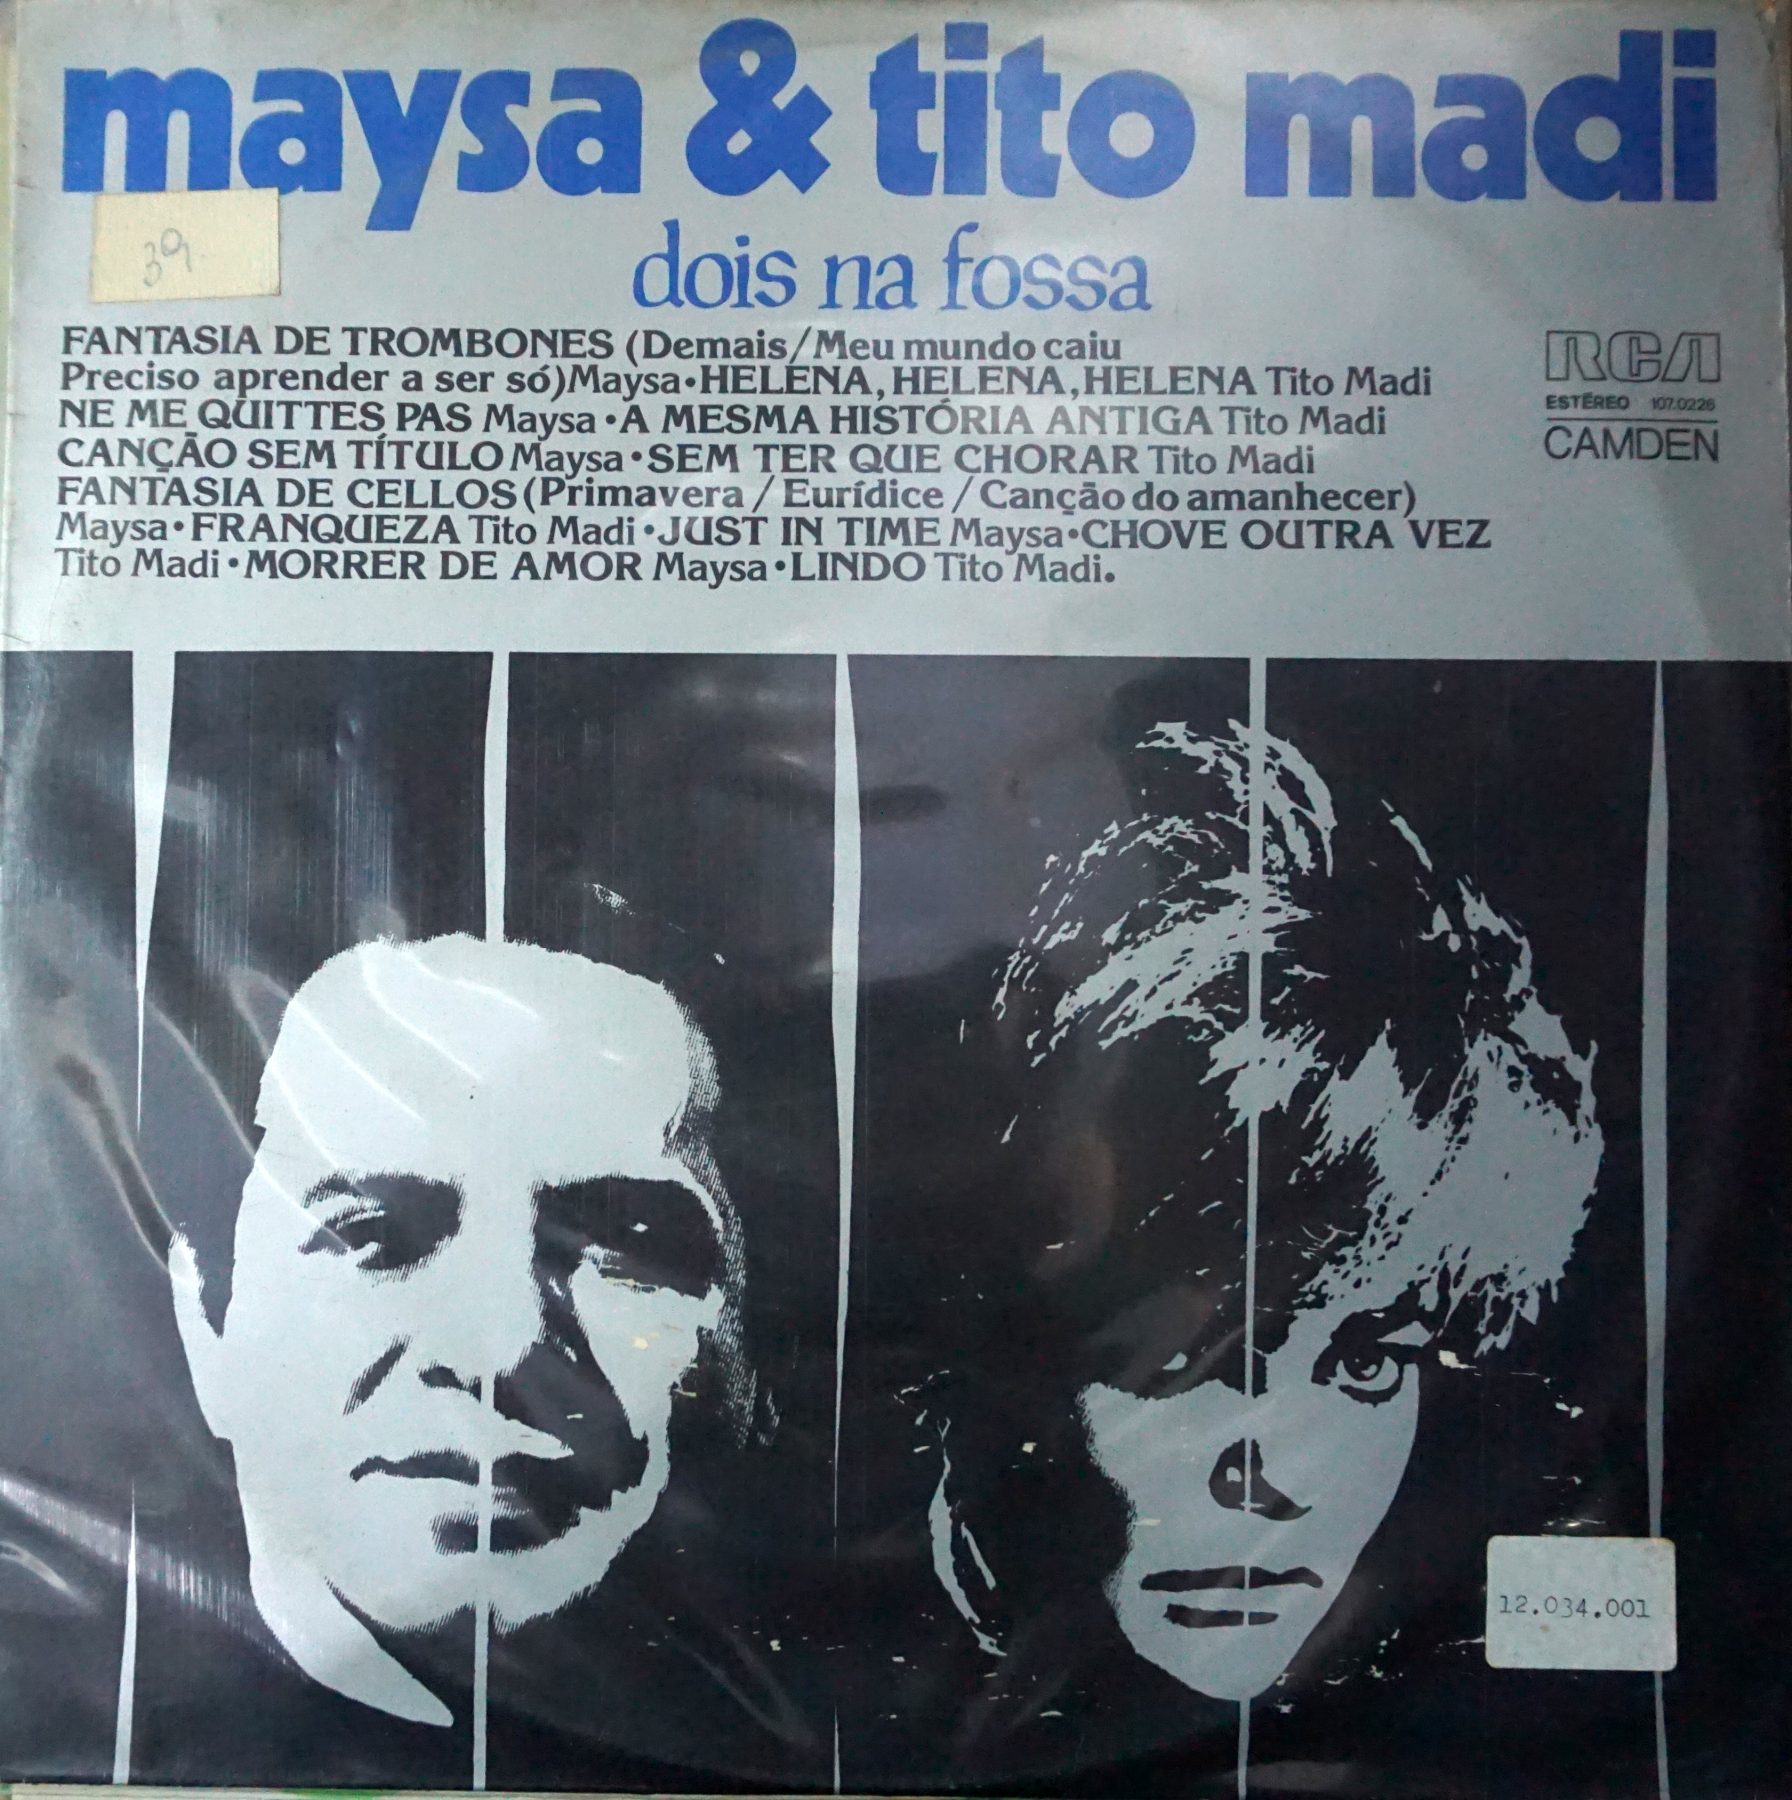 maysa & tito madi
39
dois na fossa
FANTASIA DE TROMBONES (Demais/Meu mundo caiu
Preciso aprender a ser só)Maysa•HELENA, HELENA, HELENA Tito Madi
NE ME QUITTES PAS Maysa •A MESMA HISTÓRIA ANTIGA Tito Madi
CANÇÃO SEM TÍTULO Maysa•SEM TER QUE CHORAR Tito Madi
FANTASIA DE CELLOS(Primavera / Eurídice /Canção do amanhecer)
Maysa•FRANQUEZA Tito Madi •JUST IN TIME Maysa•CHOVE OUTRA VEZ
Tito Madi •MORRER DE AMOR Maysa •LINDO Tito Madi.
RCA
ESTÉREO 107.0226
CAMDEN
12.034.001